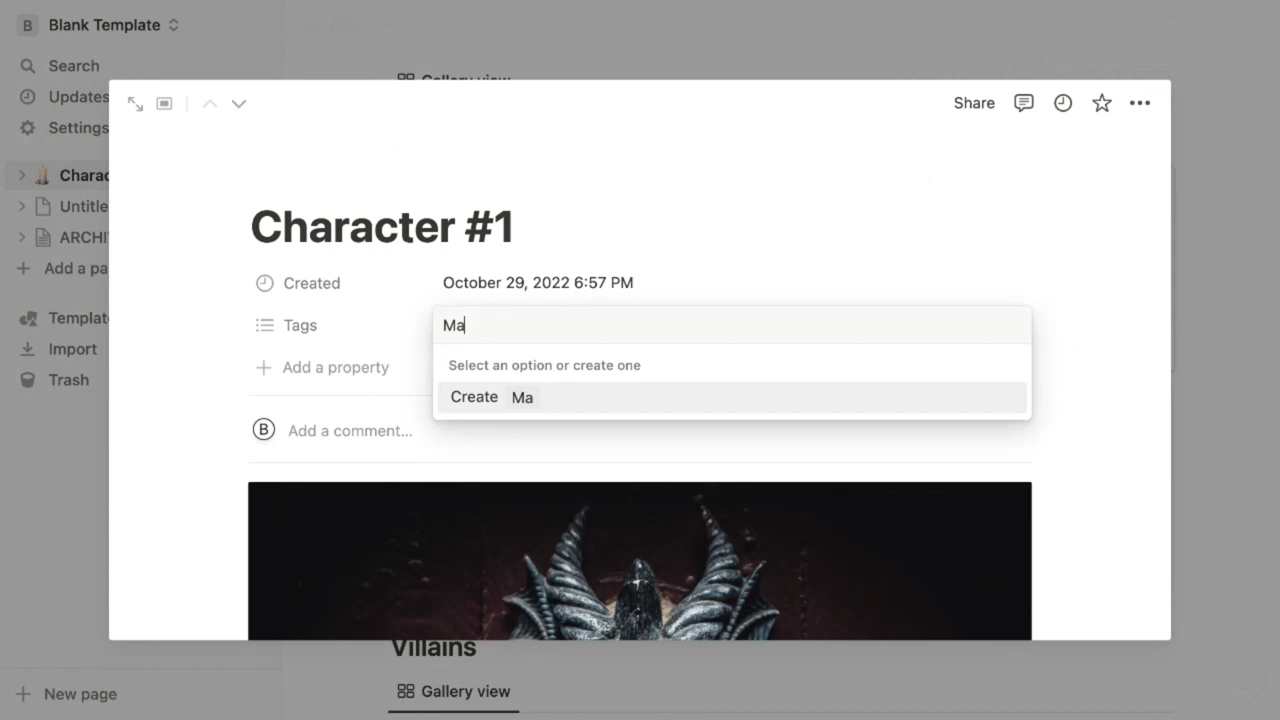 B Blank Template
Search
Updates
Settings
Charac
Untitle
ARCHI
Add a pa
Templat
Import
Trash
New page
Gallery view
Share
Character #1
Created October 29, 2022 6:57 PM
Tags Ma
Add a property
Select an option or create one
Create Ma
B Add a comment...
Villains
Gallery view